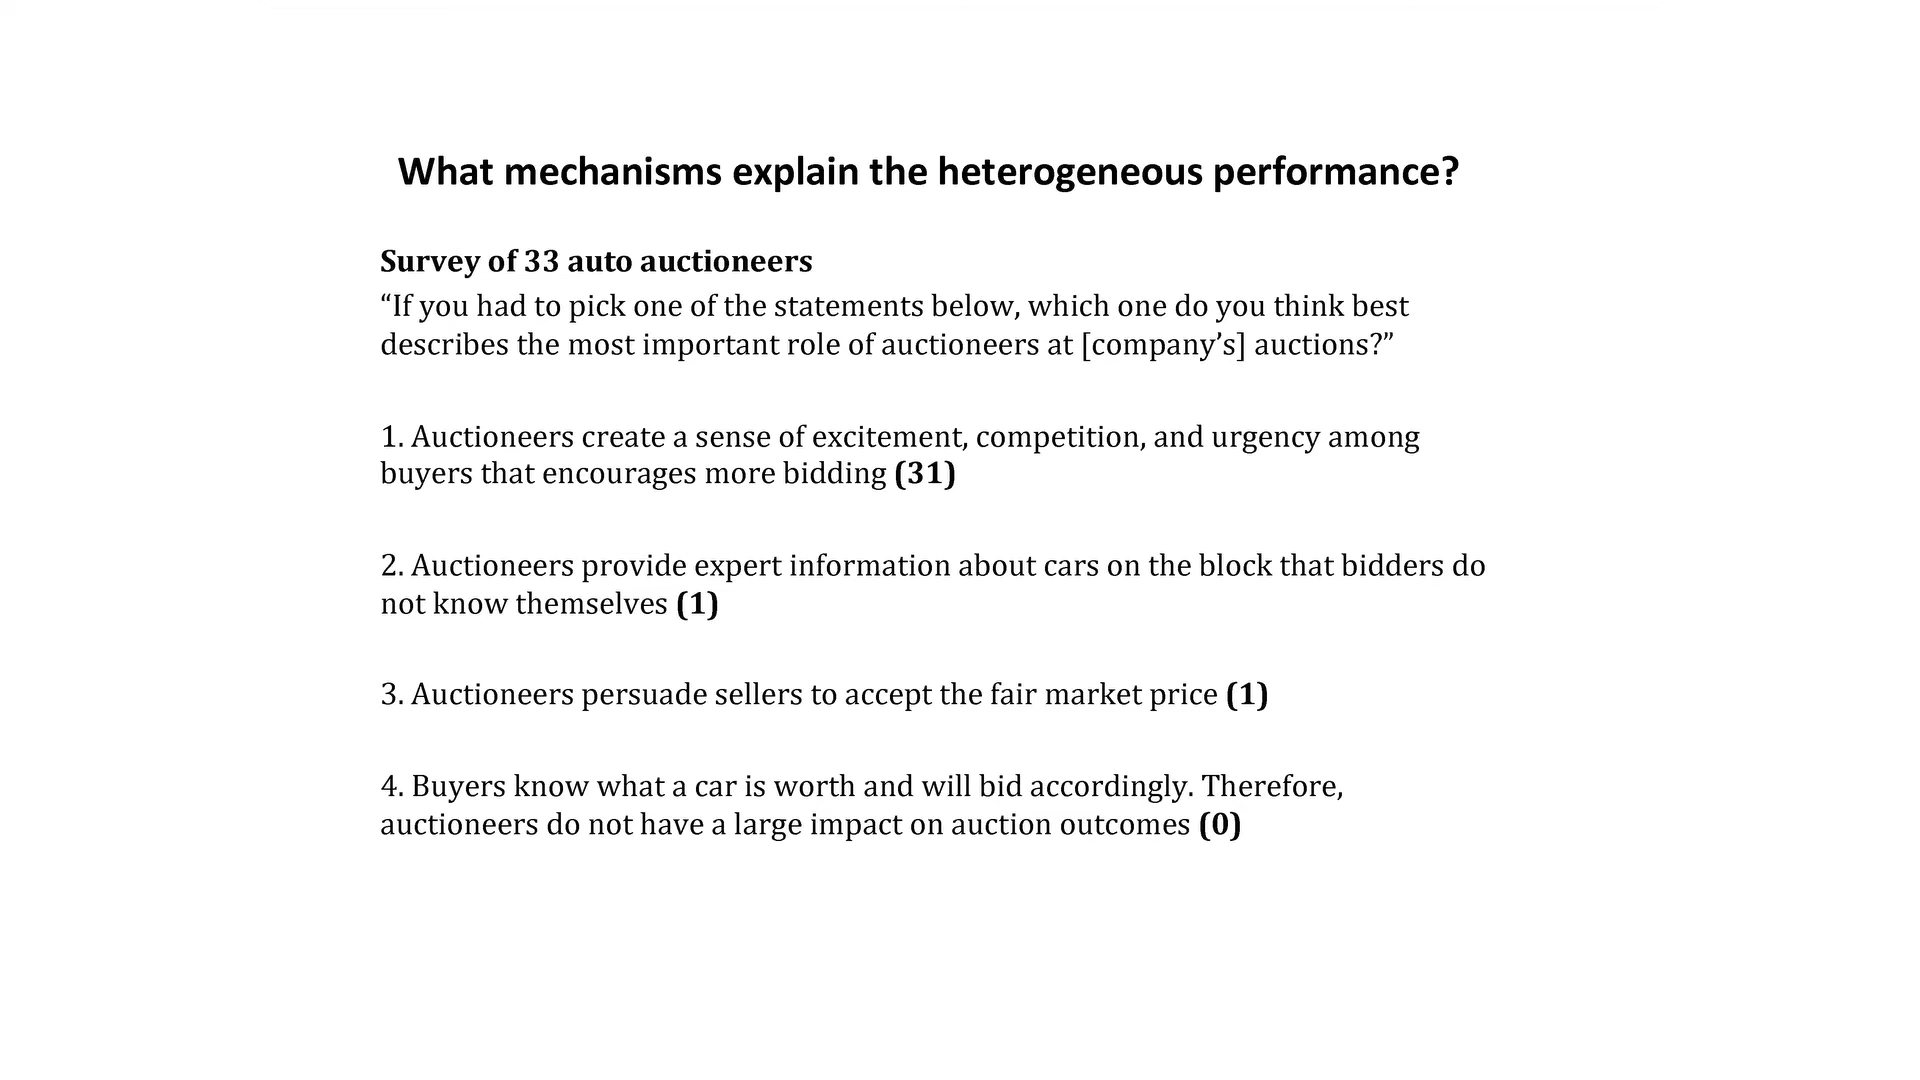 What mechanisms explain the heterogeneous performance?
Survey of 33 auto auctioneers
“If you had to pick one of the statements below, which one do you think best
describes the most important role of auctioneers at [company’s] auctions?”
1. Auctioneers create a sense of excitement, competition, and urgency among
buyers that encourages more bidding (31)
2. Auctioneers provide expert information about cars on the block that bidders do
not know themselves (1)
3. Auctioneers persuade sellers to accept the fair market price (1)
4. Buyers know what a car is worth and will bid accordingly. Therefore,
auctioneers do not have a large impact on auction outcomes (0)